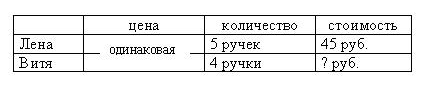 цена количество стоимость
Лена одинаковая 5 ручек 45 руб.
Витя 4 ручки ? руб.